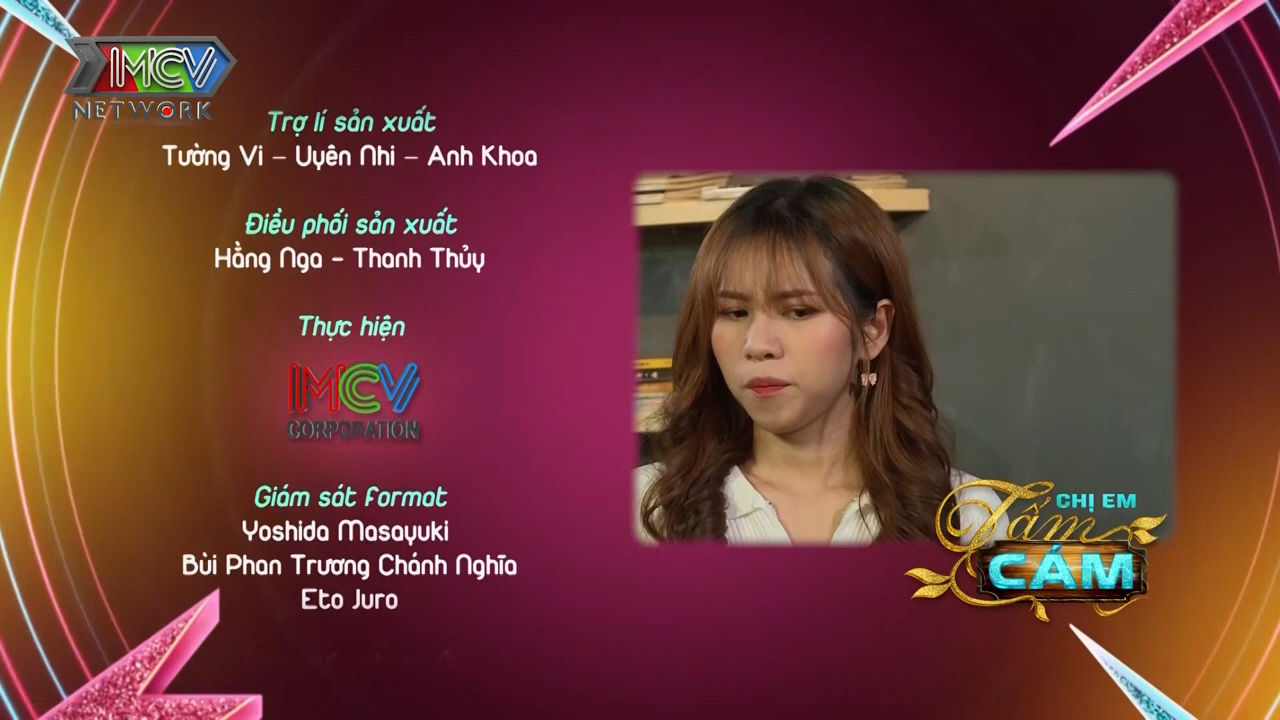 MCV
NETWORK
Trợ lí sản xuất
Tường Vi – Uyên Nhi – Anh Khoa
Điều phối sản xuất
Hằng Nga - Thanh Thủy
Thực hiện
MCV
CORPORATION
Giám sát format
Yoshida Masayuki
Bùi Phan Trương Chánh Nghĩa
Eto Juro
CHỊ EM
Tấm
CÁM